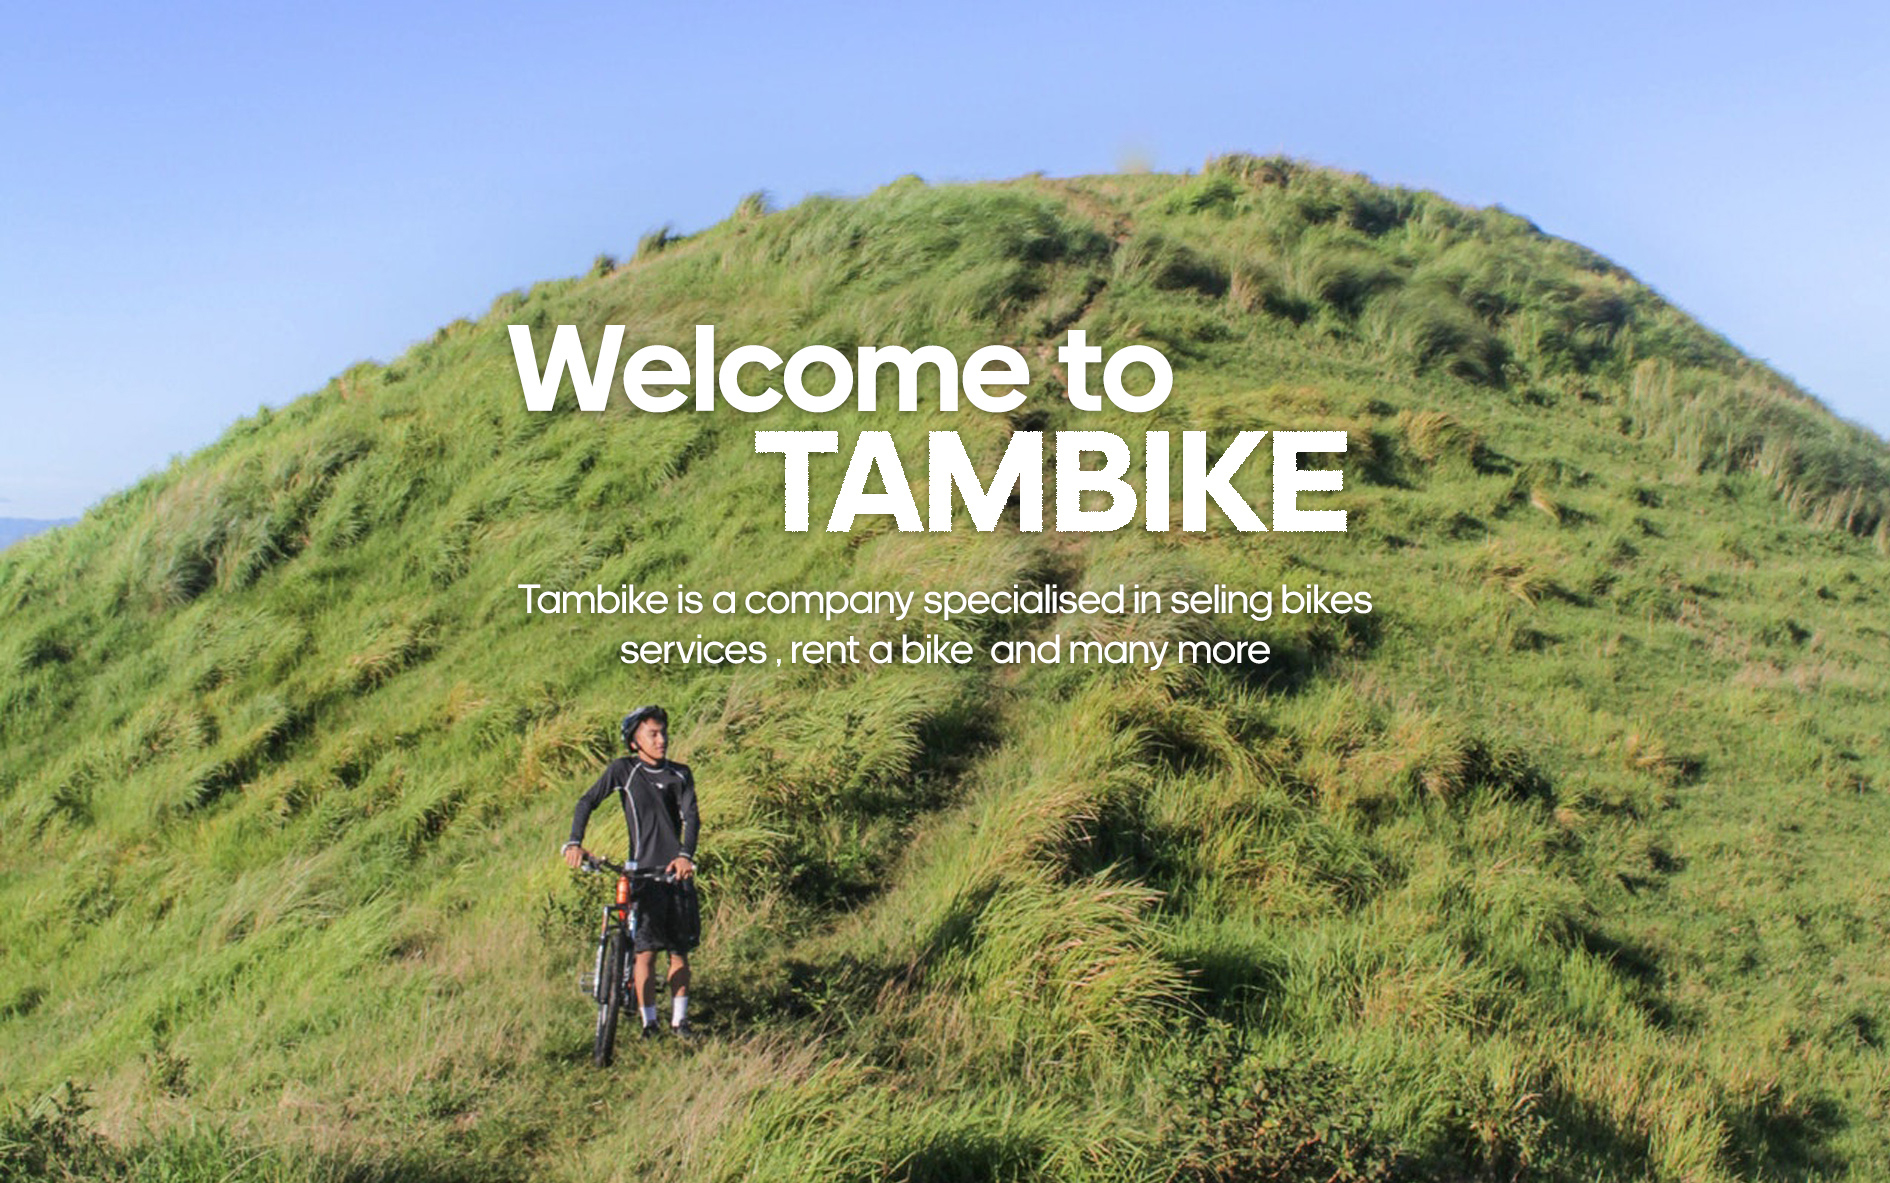 Welcome to
TAMBIKE
Tambike is a company specialised in seling bikes
services , rent a bike  and many more